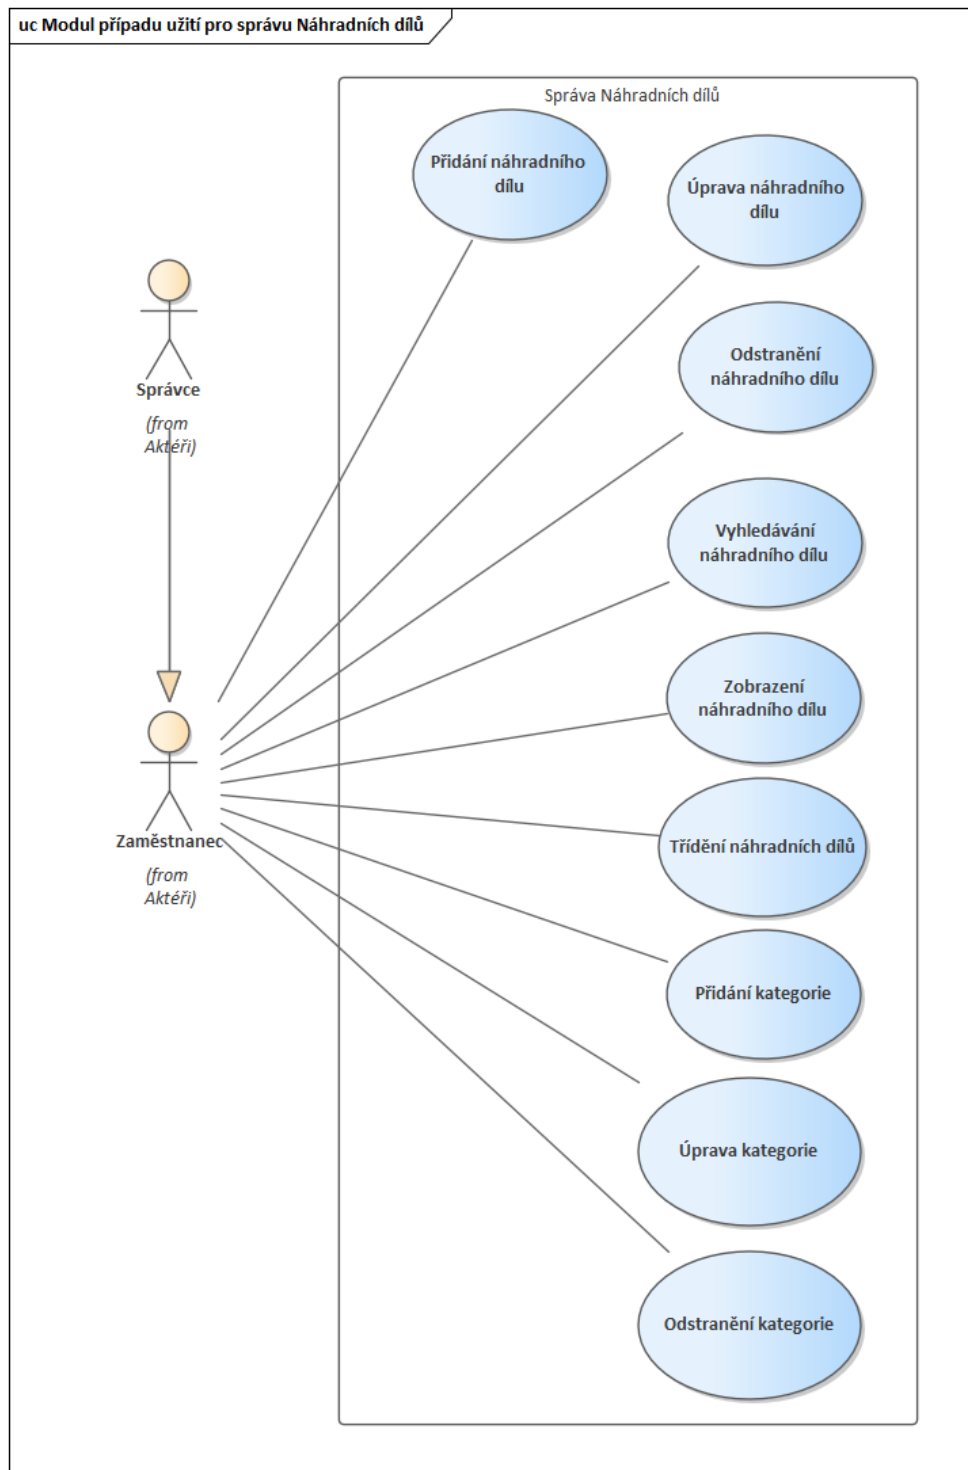 uc Modul případu užití pro správu Náhradních dílů
Správa Náhradních dílů
Přidání náhradního
dílu
Úprava náhradního
dílu
Správce
(from
Aktéři)
Odstranění
náhradního dílu
Vyhledávání
náhradního dílu
Zobrazení
náhradního dílu
Zaměstnanec
(from
Aktéři)
Třídění náhradních dílů
Přidání kategorie
Úprava kategorie
Odstranění kategorie